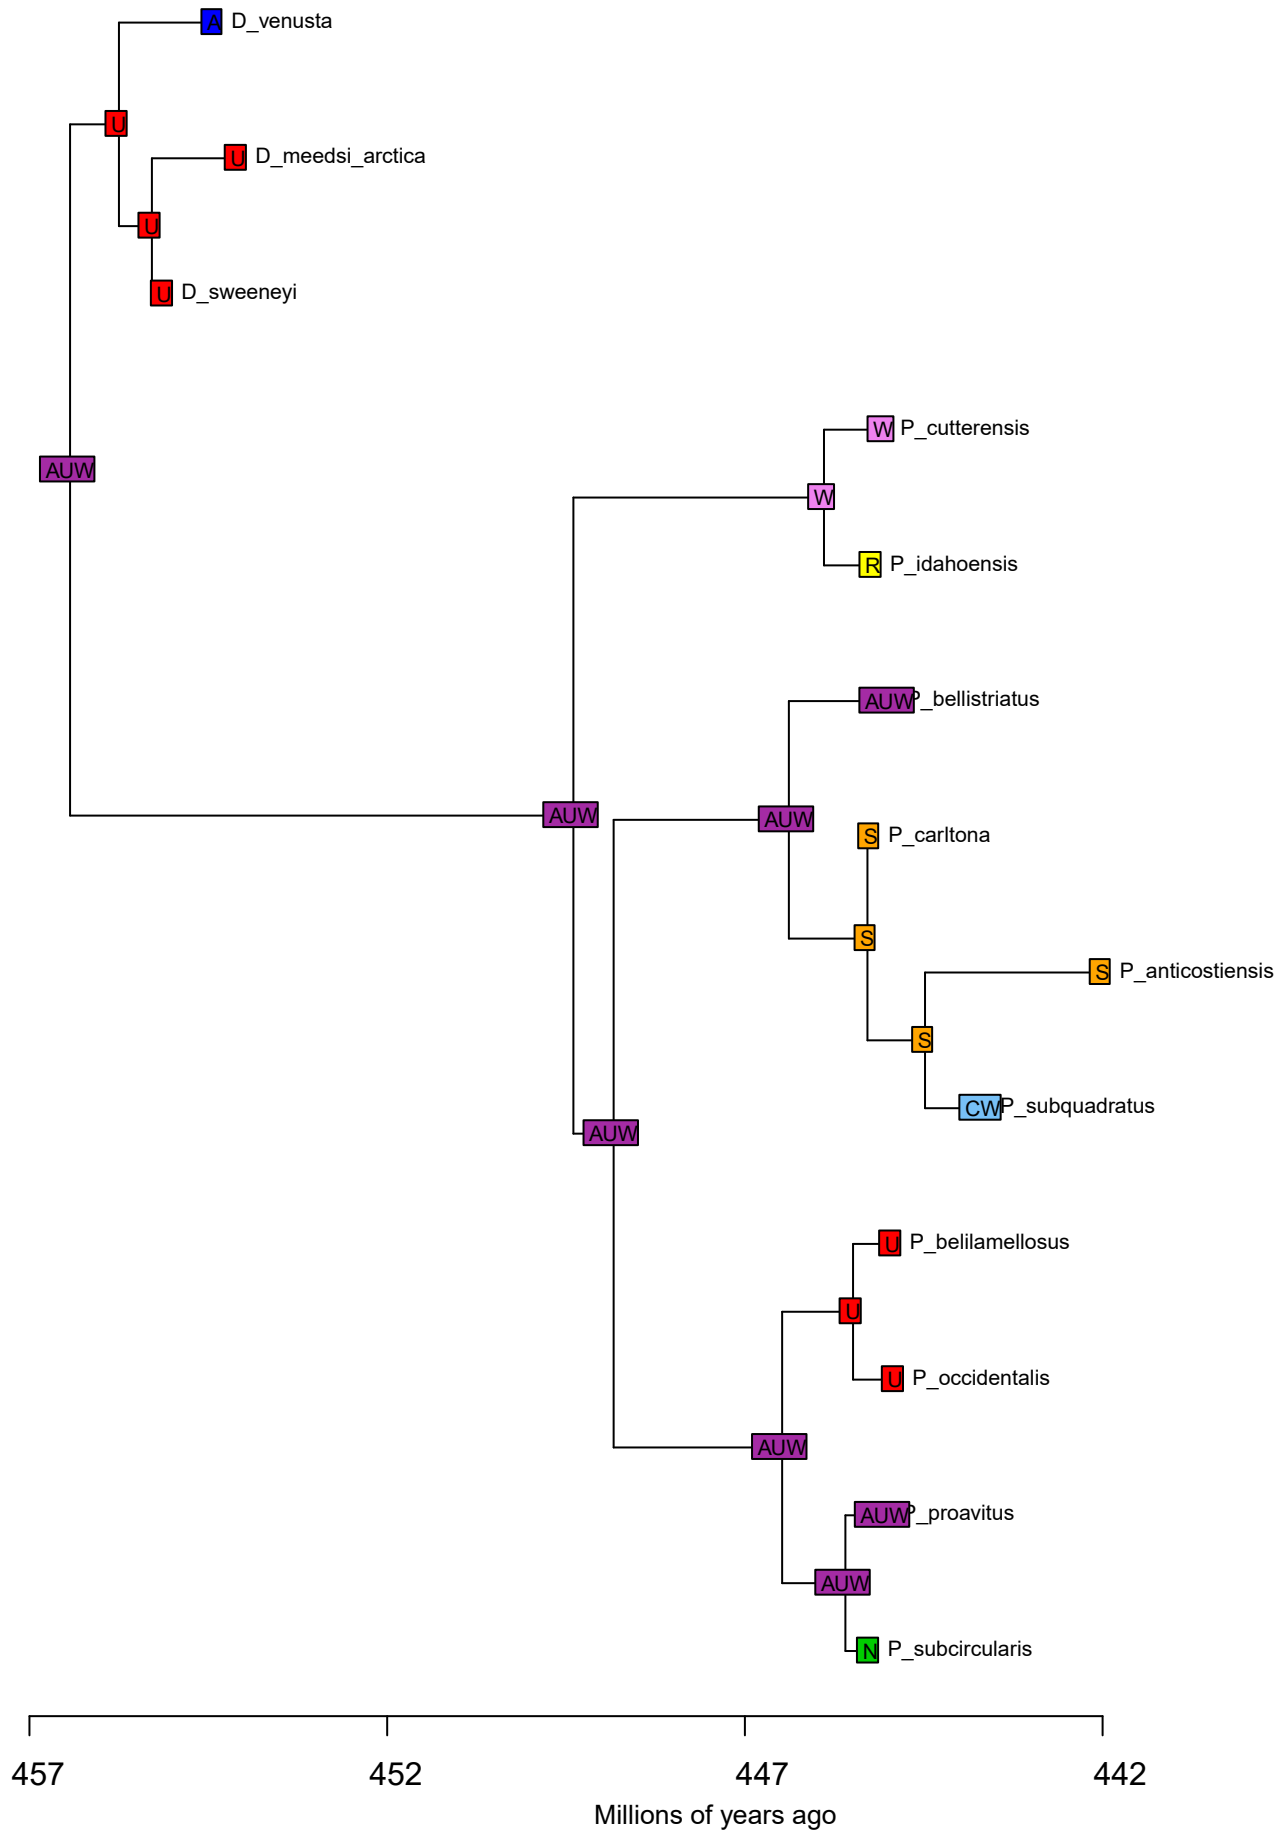 A D_venusta
U
U D_meedsi_arctica
U
U D_sweeneyi
W P_cutterensis
AUW
W
R P_idahoensis
AUW P_bellistriatus
AUW
AUW
S P_carltona
S
S P_anticostiensis
S
CW P_subquadratus
AUW
U P_belilamellosus
U
U P_occidentalis
AUW
AUW P_proavitus
AUW
N P_subcircularis
457 452 447 442
Millions of years ago